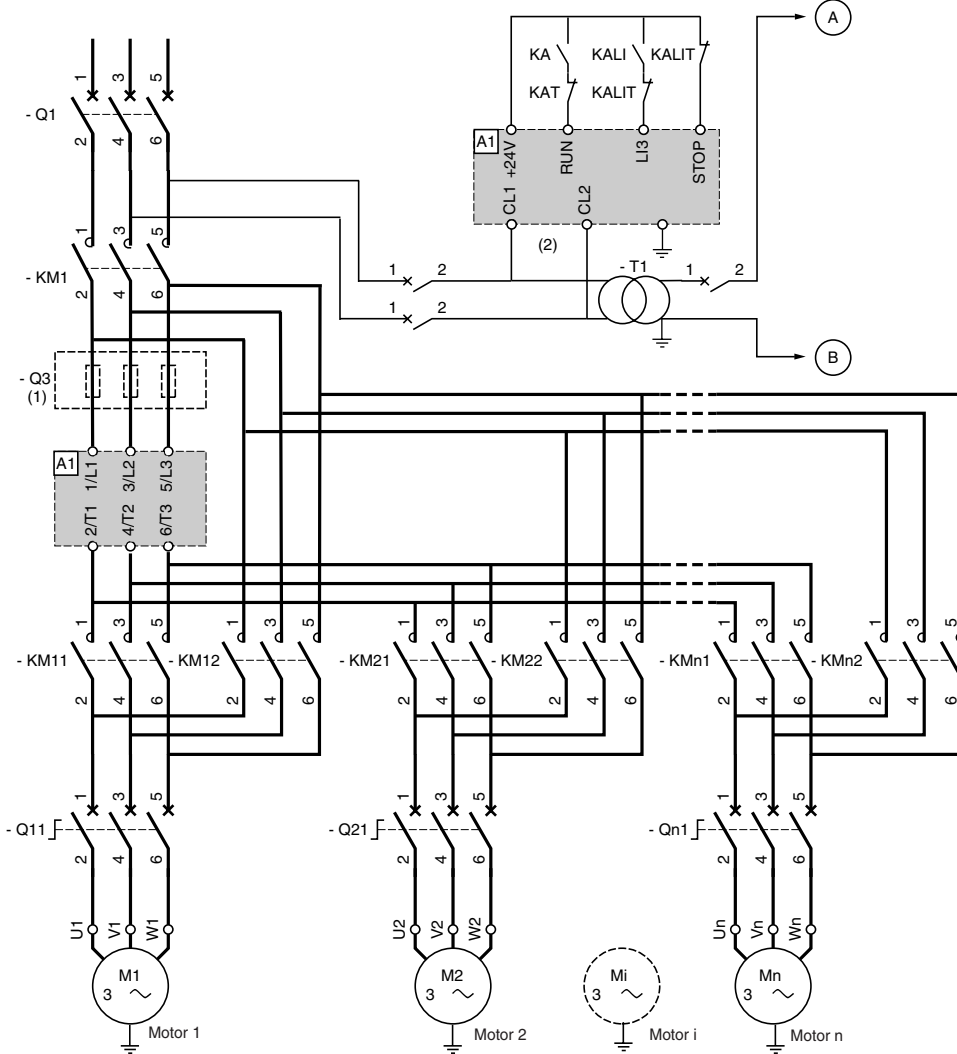 A
1 3 5
KA KALI KALIT
KAT KALIT
- Q1
2 4 6
A1
+24V RUN LI3 STOP
CL1 CL2
(2)
1 3 5
- KM1
2 4 6
1 2
- T1
1 2
1 2
B
- Q3
(1)
A1
1/L1 3/L2 5/L3
2/T1 4/T2 6/T3
1 3 5 1 3 5 1 3 5 1 3 5 1 3 5 1 3 5
- KM11 - KM12 - KM21 - KM22 - KMn1 - KMn2
2 4 6 2 4 6 2 4 6 2 4 6 2 4 6 2 4 6
1 3 5 1 3 5 1 3 5
- Q11 - Q21 - Qn1
2 4 6 2 4 6 2 4 6
U1 V1 W1 U2 V2 W2 Un Vn Wn
M1 M2 Mi Mn
3 ~ 3 ~ 3 ~ 3 ~
Motor 1 Motor 2 Motor i Motor n